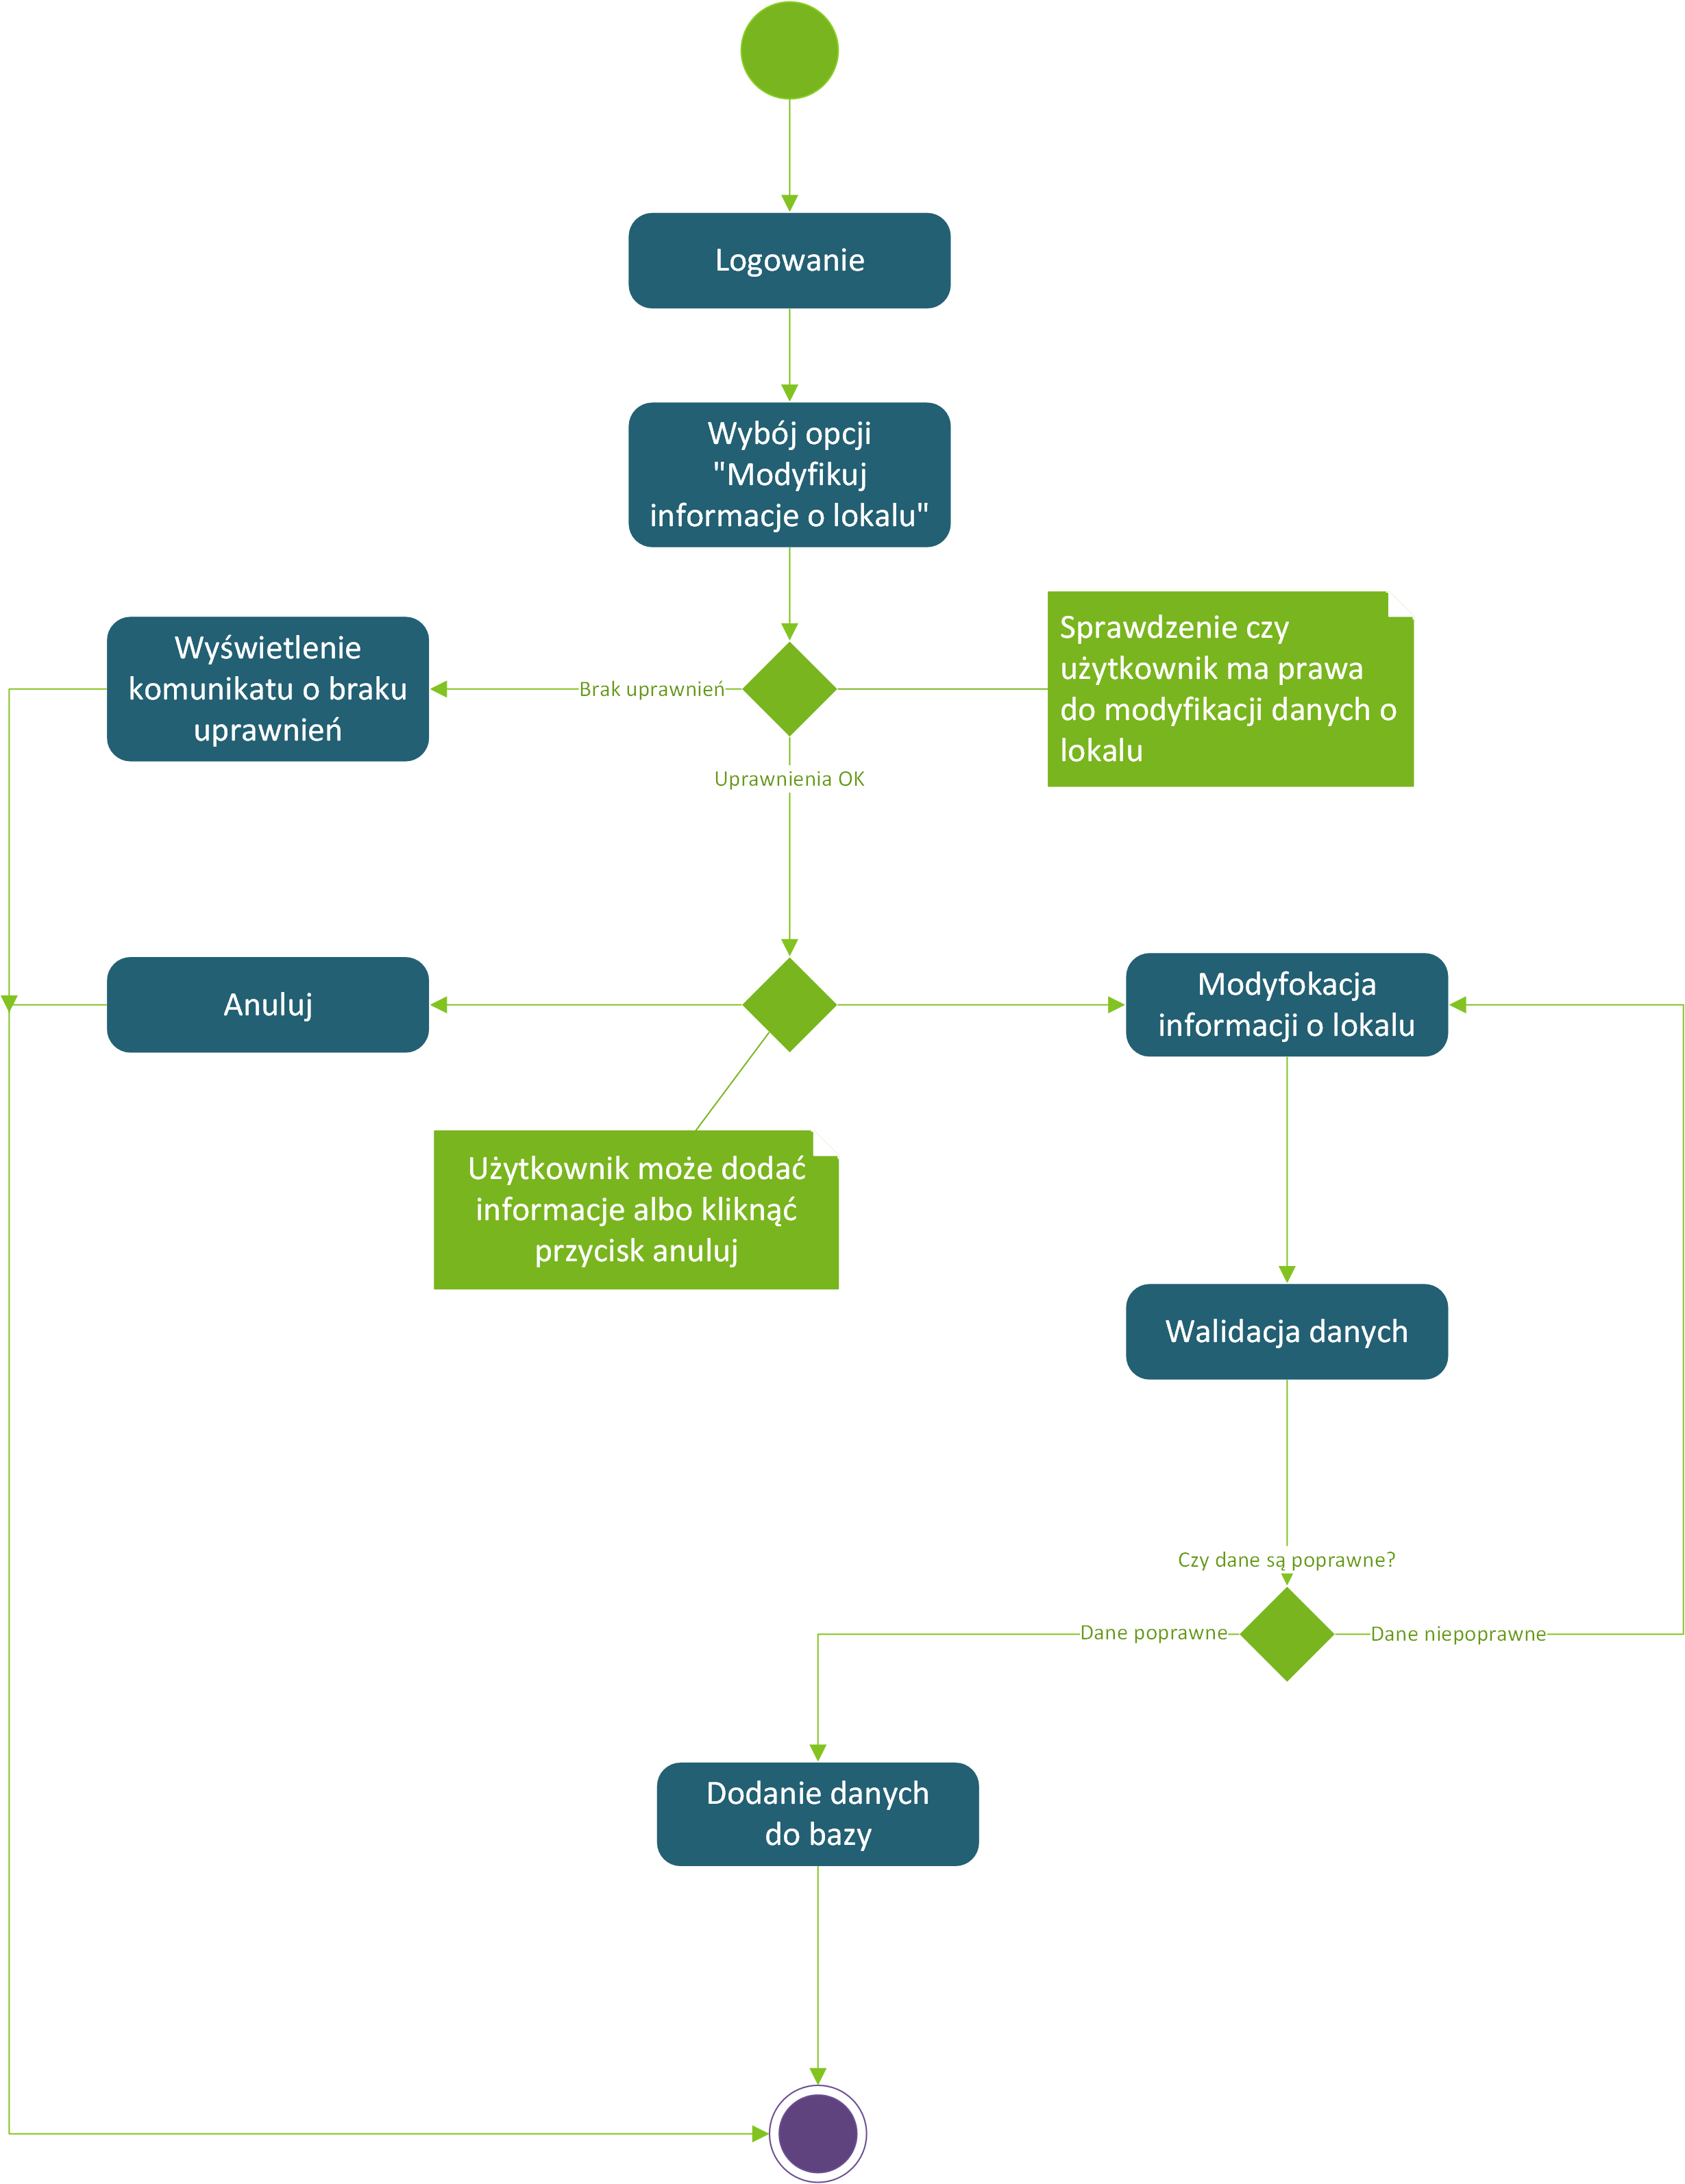 Logowanie
Wybój opcji
"Modyfikuj
informacje o lokalu"
Wyświetlenie
komunatu o braku
uprawnień
Brak uprawnień
Sprawdzenie czy
użytkownik ma prawa
do modyfikacji danych o
lokalu
Uprawnienia OK
Anuluj
Modyfokacja
informacji o lokalu
Użytkownik może dodać
informacje albo kliknąć
przycisk anuluj
Walidacja danych
Czy dane są poprawne?
Dane poprawne
Dane niepoprawne
Dodanie danych
do bazy